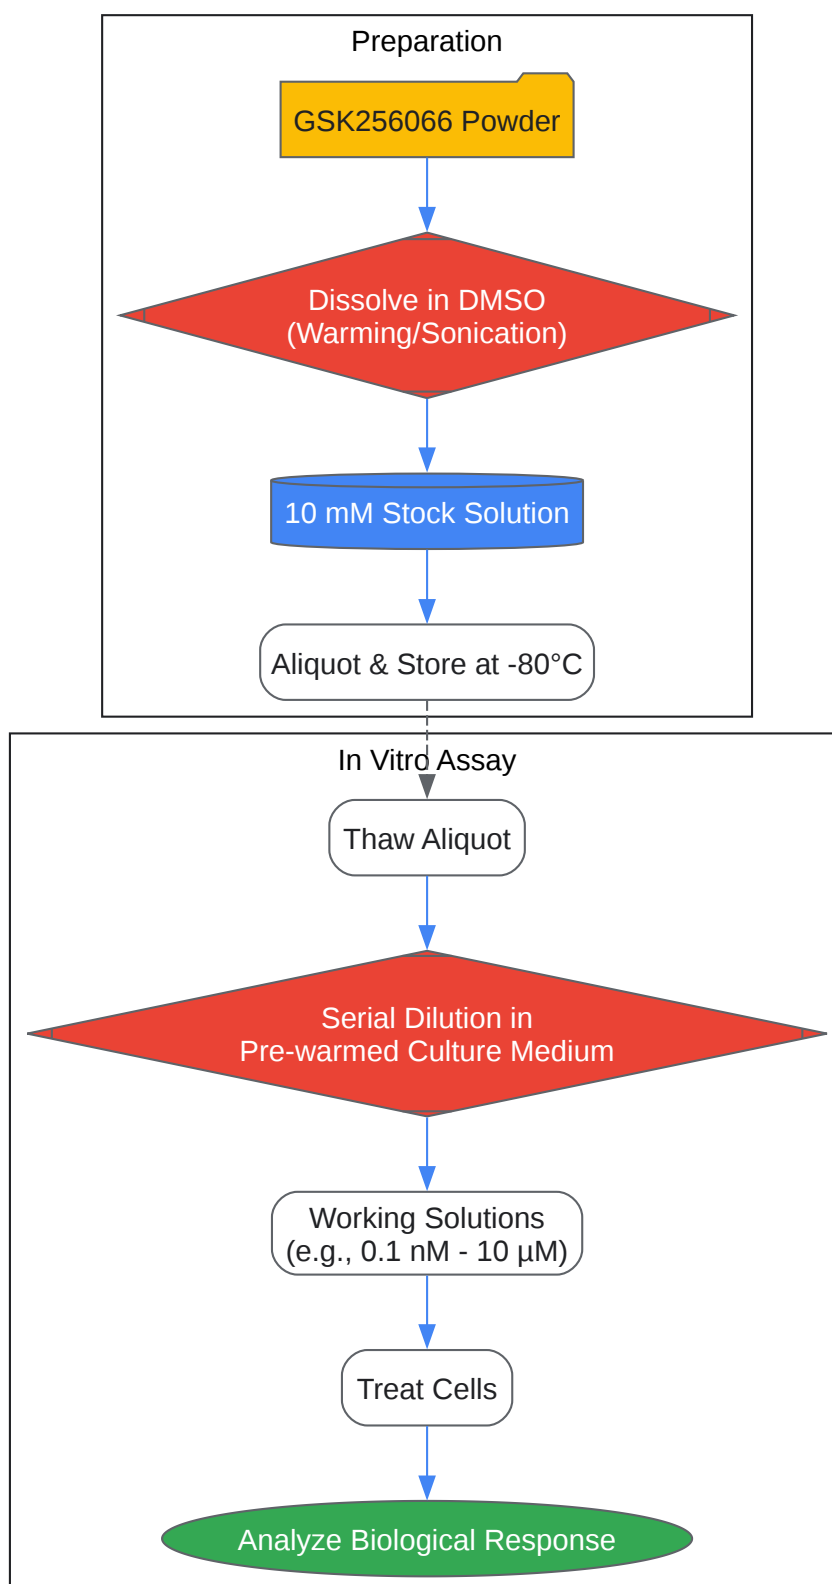 Preparation
GSK256066 Powder
Dissolve in DMSO
(Warming/Sonication)
10 mM Stock Solution
Aliquot & Store at -80°C
In Vitro Assay
Thaw Aliquot
Serial Dilution in
Pre-warmed Culture Medium
Working Solutions
(e.g., 0.1 nM - 10 µM)
Treat Cells
Analyze Biological Response